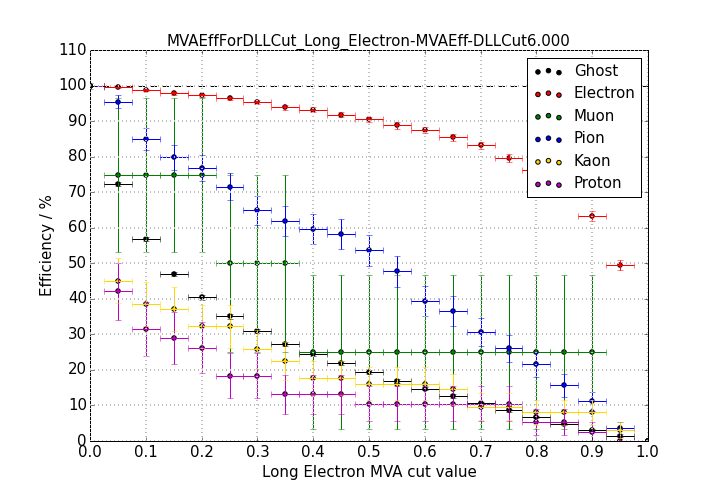 MVAEffForDLLCut_Long_Electron-MVAEff-DLLCut6.000
110
100
90
80
70
60
50
40
30
20
10
0
Efficiency / %
Ghost
Electron
Muon
Pion
Kaon
Proton
0.0 0.1 0.2 0.3 0.4 0.5 0.6 0.7 0.8 0.9 1.0
Long Electron MVA cut value